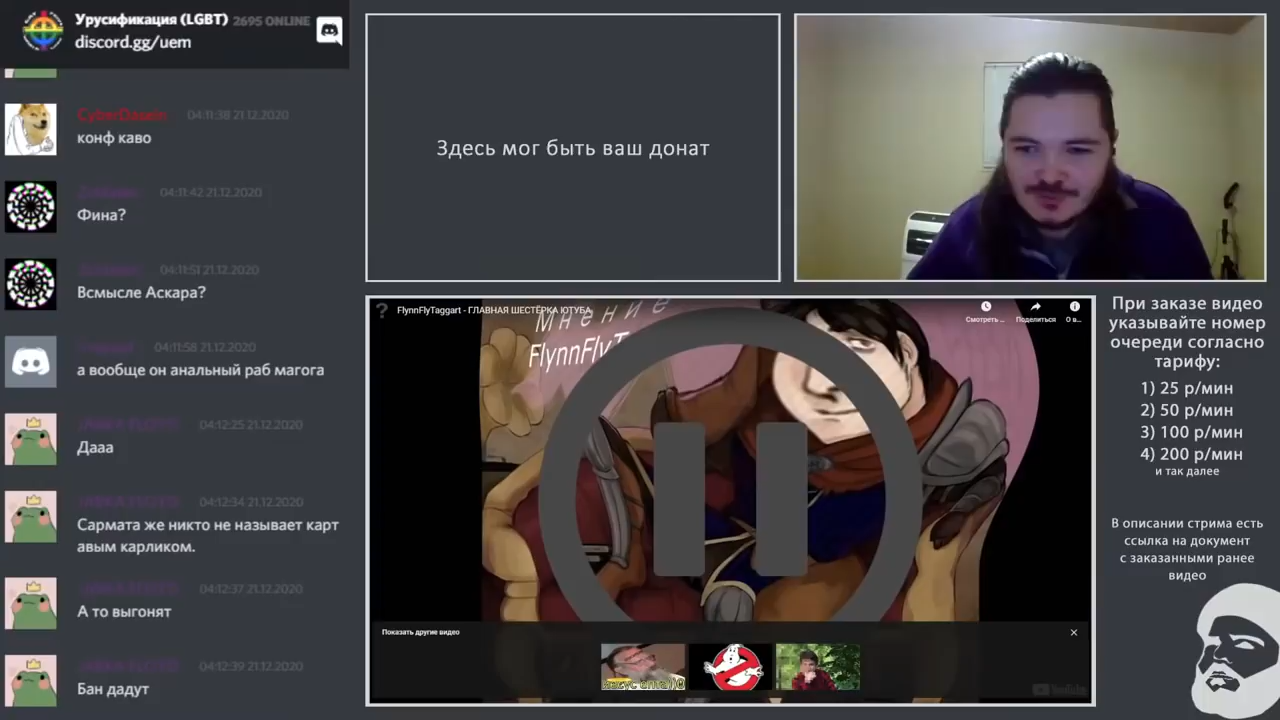 Урусификация (LGBT) 2695 ONLINE
discord.gg/uem
CyberDasein 04:11:38 21.12.2020
конф каво
04:11:42 21.12.2020
Фина?
04:11:51 21.12.2020
Всмысле Аскара?
04:11:58 21.12.2020
а вообще он анальный раб магога
04:12:25 21.12.2020
Дааа
04:12:34 21.12.2020
Сармата же никто не называет карт
авым карликом.
04:12:37 21.12.2020
А то выгонят
04:12:39 21.12.2020
Бан дадут
Здесь мог быть ваш донат
FlynnFlyTaggart - ГЛАВНАЯ ШЕСТЁРКА ЮТУБА
Смотреть ...
Поделиться
О в...
Мнение
FlynnFlyT
Показать другие видео
YouTube
При заказе видео
указывайте номер
очереди согласно
тарифу:
1) 25 р/мин
2) 50 р/мин
3) 100 р/мин
4) 200 р/мин
и так далее
В описании стрима есть
ссылка на документ
с заказанными ранее
видео